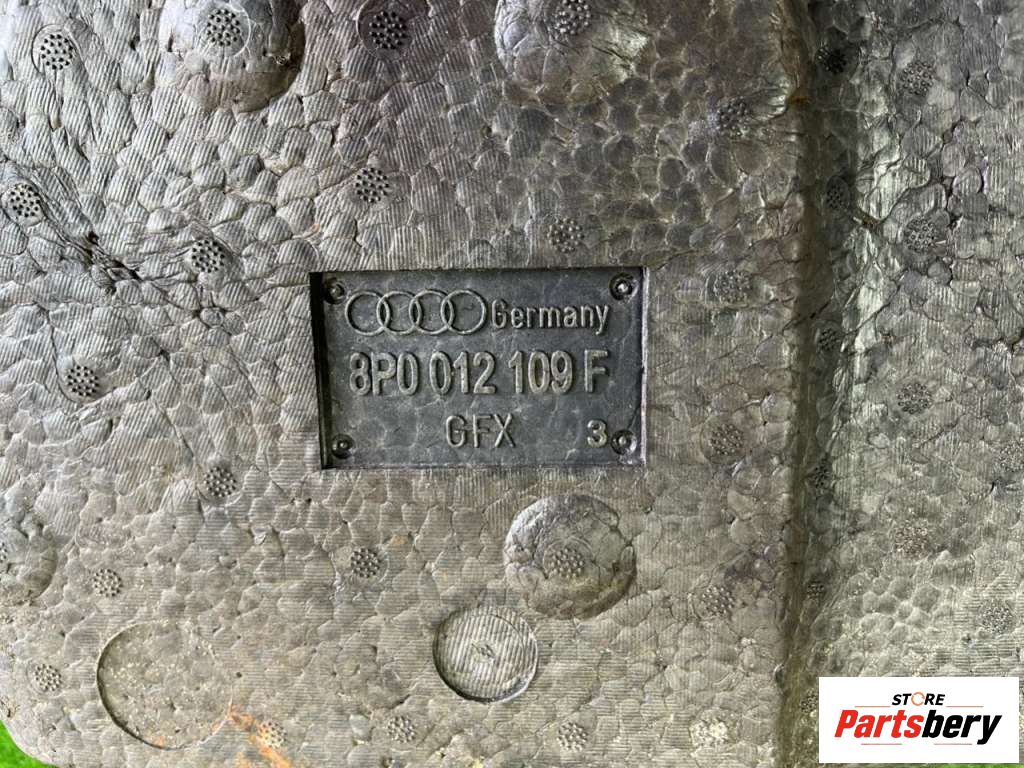 Germany
8P0 012 109 F
GFX 3
STORE
Partsbery